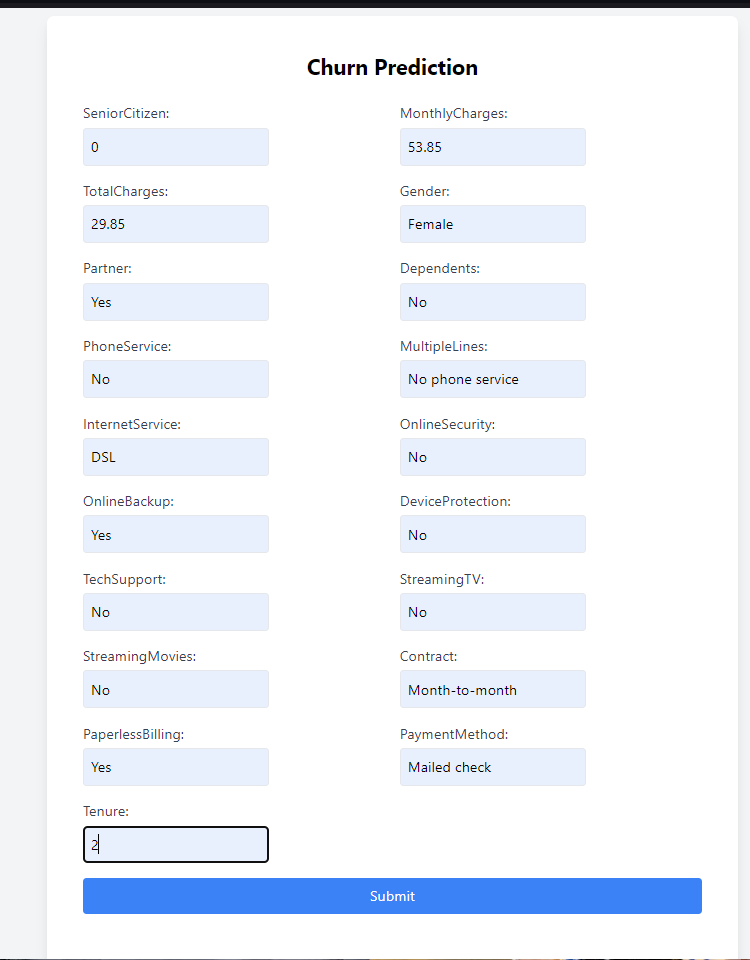 Churn Prediction
SeniorCitizen:
0
MonthlyCharges:
53.85
TotalCharges:
29.85
Gender:
Female
Partner:
Yes
Dependents:
No
PhoneService:
No
MultipleLines:
No phone service
InternetService:
DSL
OnlineSecurity:
No
OnlineBackup:
Yes
DeviceProtection:
No
TechSupport:
No
StreamingTV:
No
StreamingMovies:
No
Contract:
Month-to-month
PaperlessBilling:
Yes
PaymentMethod:
Mailed check
Tenure:
2
Submit